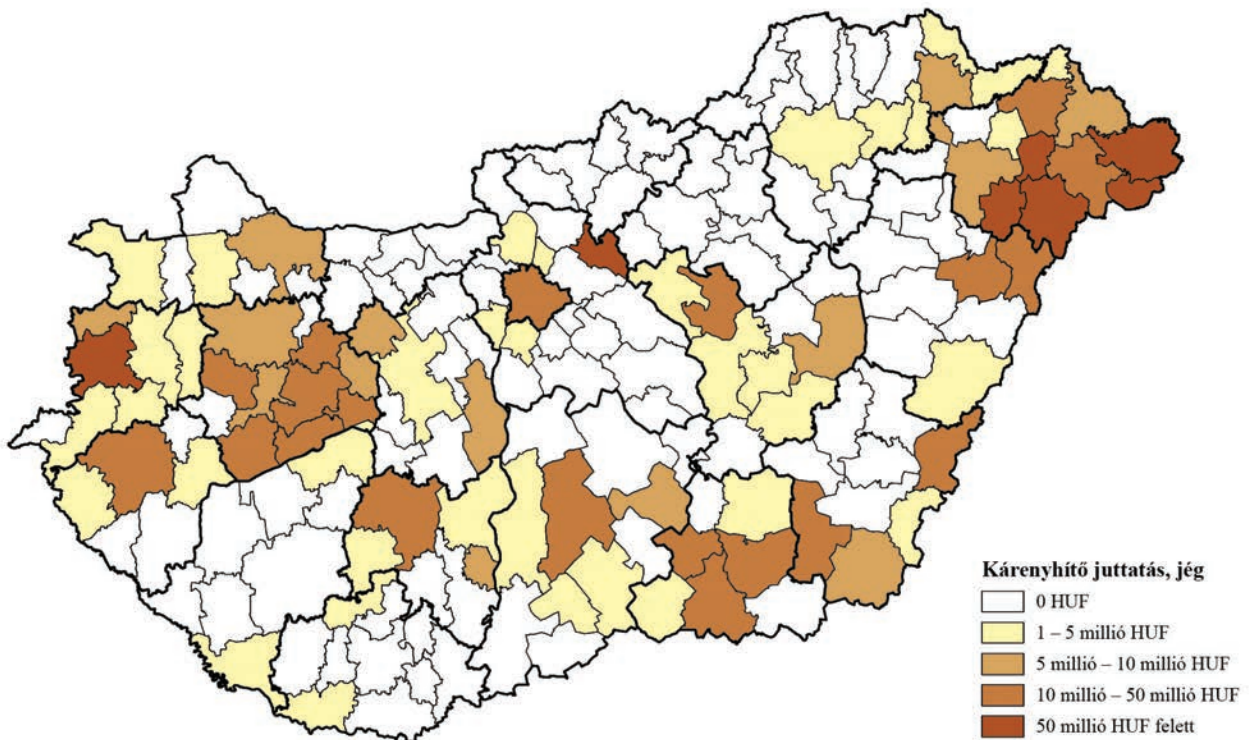 Kárenyhítő juttatás, jég
0 HUF
1 – 5 millió HUF
5 millió – 10 millió HUF
10 millió – 50 millió HUF
50 millió HUF felett